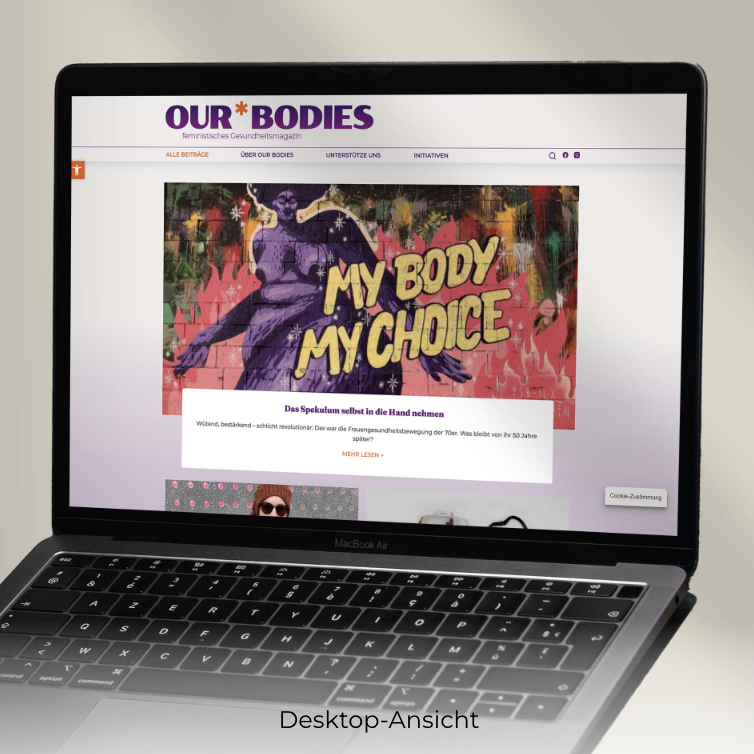 OUR*BODIES
feministisches Gesundheitsmagazin
ALLE BEITRÄGE ÜBER OUR BODIES UNTERSTÜTZE UNS INITIATIVEN
MY BODY
MY CHOICE
Das Spekulum selbst in die Hand nehmen
Wütend, bestärkend – schlicht revolutionär: Das war die Frauengesundheitsbewegung der 70er. Was bleibt von ihr 50 Jahre
später?
MEHR LESEN >
Cookie-Zustimmung
MacBook Air
esc
A Z E R T Y U I O P
Q S D F G H J K L M
W X C V B N
control option command command option
Desktop-Ansicht